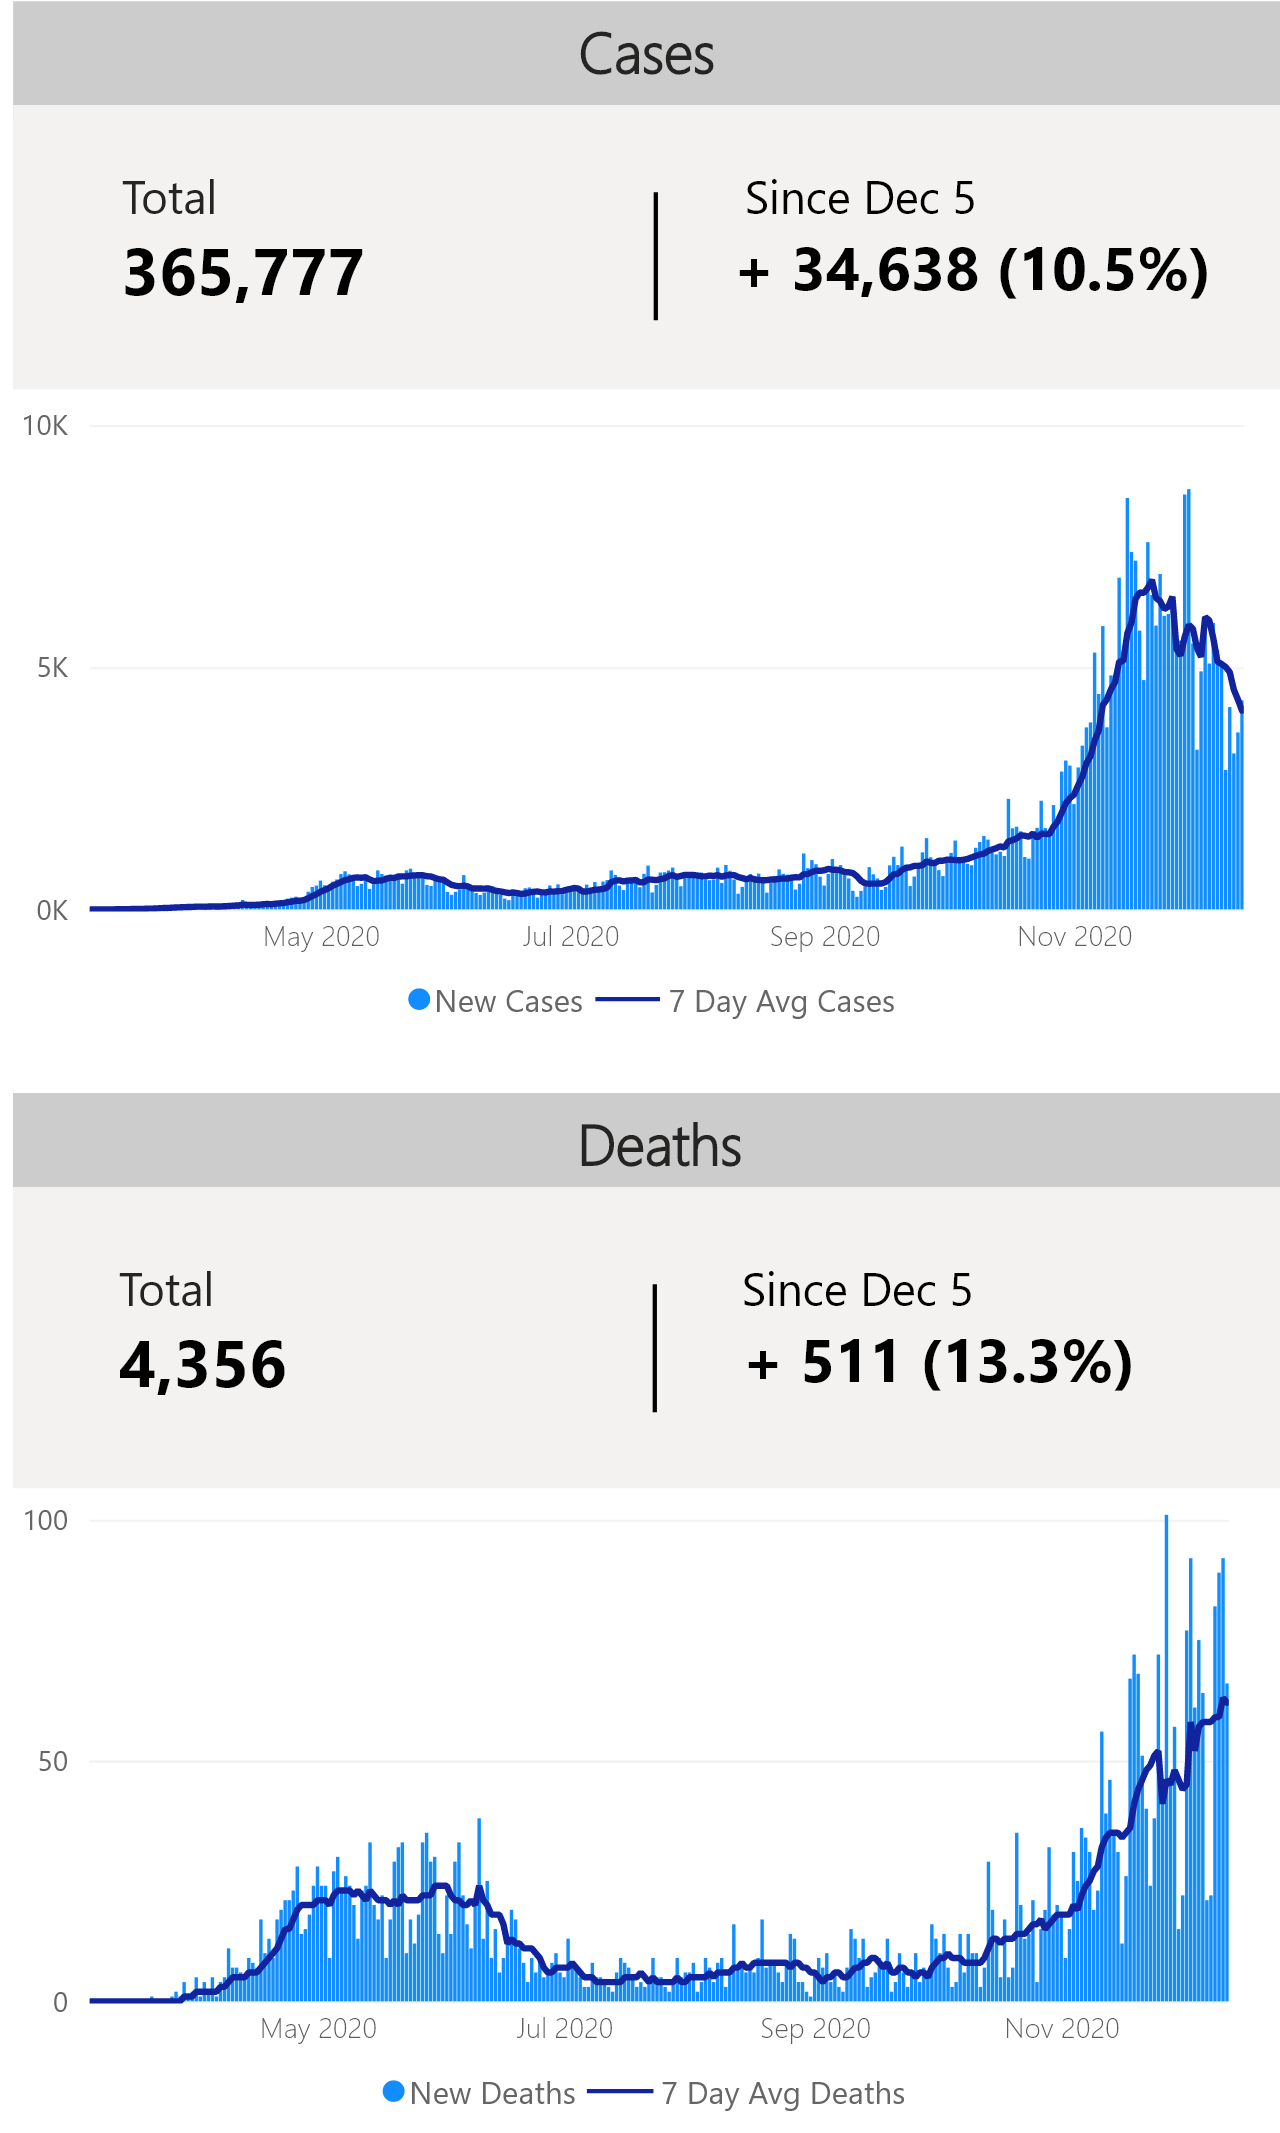 Cases
Total
Since Dec 5
365,777
+ 34,638 (10.5%)
10K
5K
0K
May 2020
Jul 2020
Sep 2020
Nov 2020
New Cases
7 Day Avg Cases
Deaths
Total
Since Dec 5
4,356
+ 511 (13.3%)
100
50
0
May 2020
Jul 2020
Sep 2020
Nov 2020
New Deaths
7 Day Avg Deaths